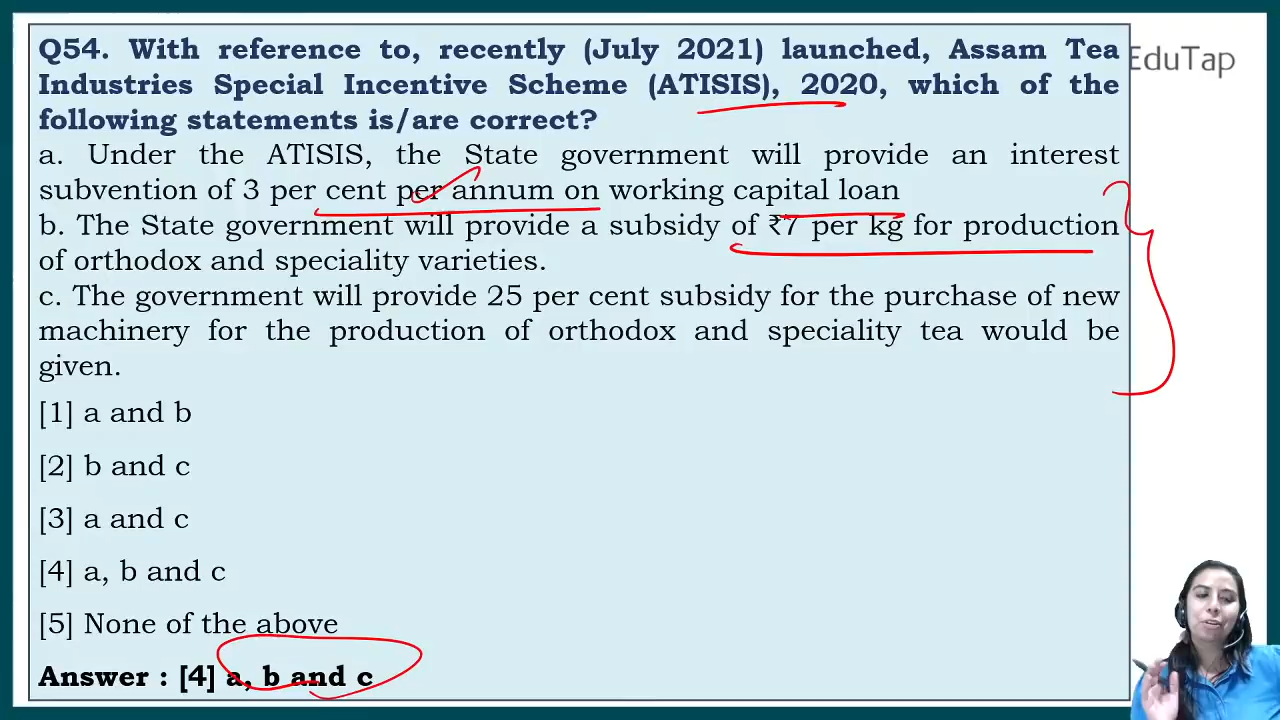 Q54. With reference to, recently (July 2021) launched, Assam Tea
EduTap
Industries Special Incentive Scheme (ATISIS), 2020, which of the
following statements is/are correct?
a. Under the ATISIS, the State government will provide an interest
subvention of 3 per cent per annum on working capital loan
b. The State government will provide a subsidy of ₹7 per kg for production
of orthodox and speciality varieties.
c. The government will provide 25 per cent subsidy for the purchase of new
machinery for the production of orthodox and speciality tea would be
given.
[1] a and b
[2] b and c
[3] a and c
[4] a, b and c
[5] None of the above
Answer : [4] a, b and c